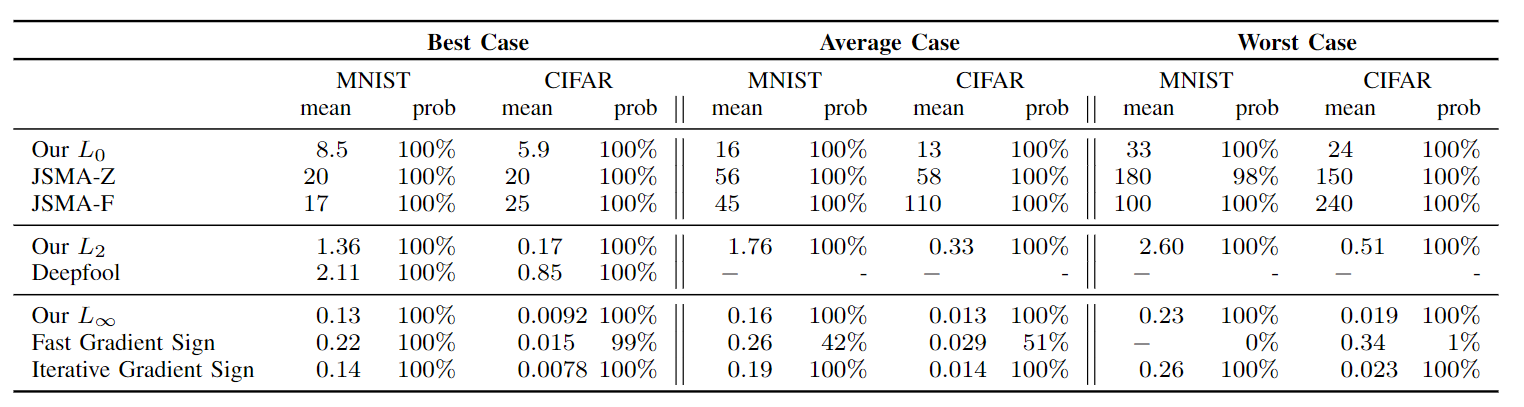 Best Case Average Case Worst Case
MNIST CIFAR MNIST CIFAR MNIST CIFAR
mean prob mean prob mean prob mean prob mean prob mean prob
Our L∞0 8.5 100% 5.9 100% 16 100% 13 100% 33 100% 24 100%
JSMA-Z 20 100% 20 100% 56 100% 58 100% 180 98% 150 100%
JSMA-F 17 100% 25 100% 45 100% 110 100% 100 100% 240 100%
Our L2 1.36 100% 0.17 100% 1.76 100% 0.33 100% 2.60 100% 0.51 100%
Deepfool 2.11 100% 0.85 100% − - − - − - − -
Our L∞ 0.13 100% 0.0092 100% 0.16 100% 0.013 100% 0.23 100% 0.019 100%
Fast Gradient Sign 0.22 100% 0.015 99% 0.26 42% 0.029 51% − 0% 0.34 1%
Iterative Gradient Sign 0.14 100% 0.0078 100% 0.19 100% 0.014 100% 0.26 100% 0.023 100%